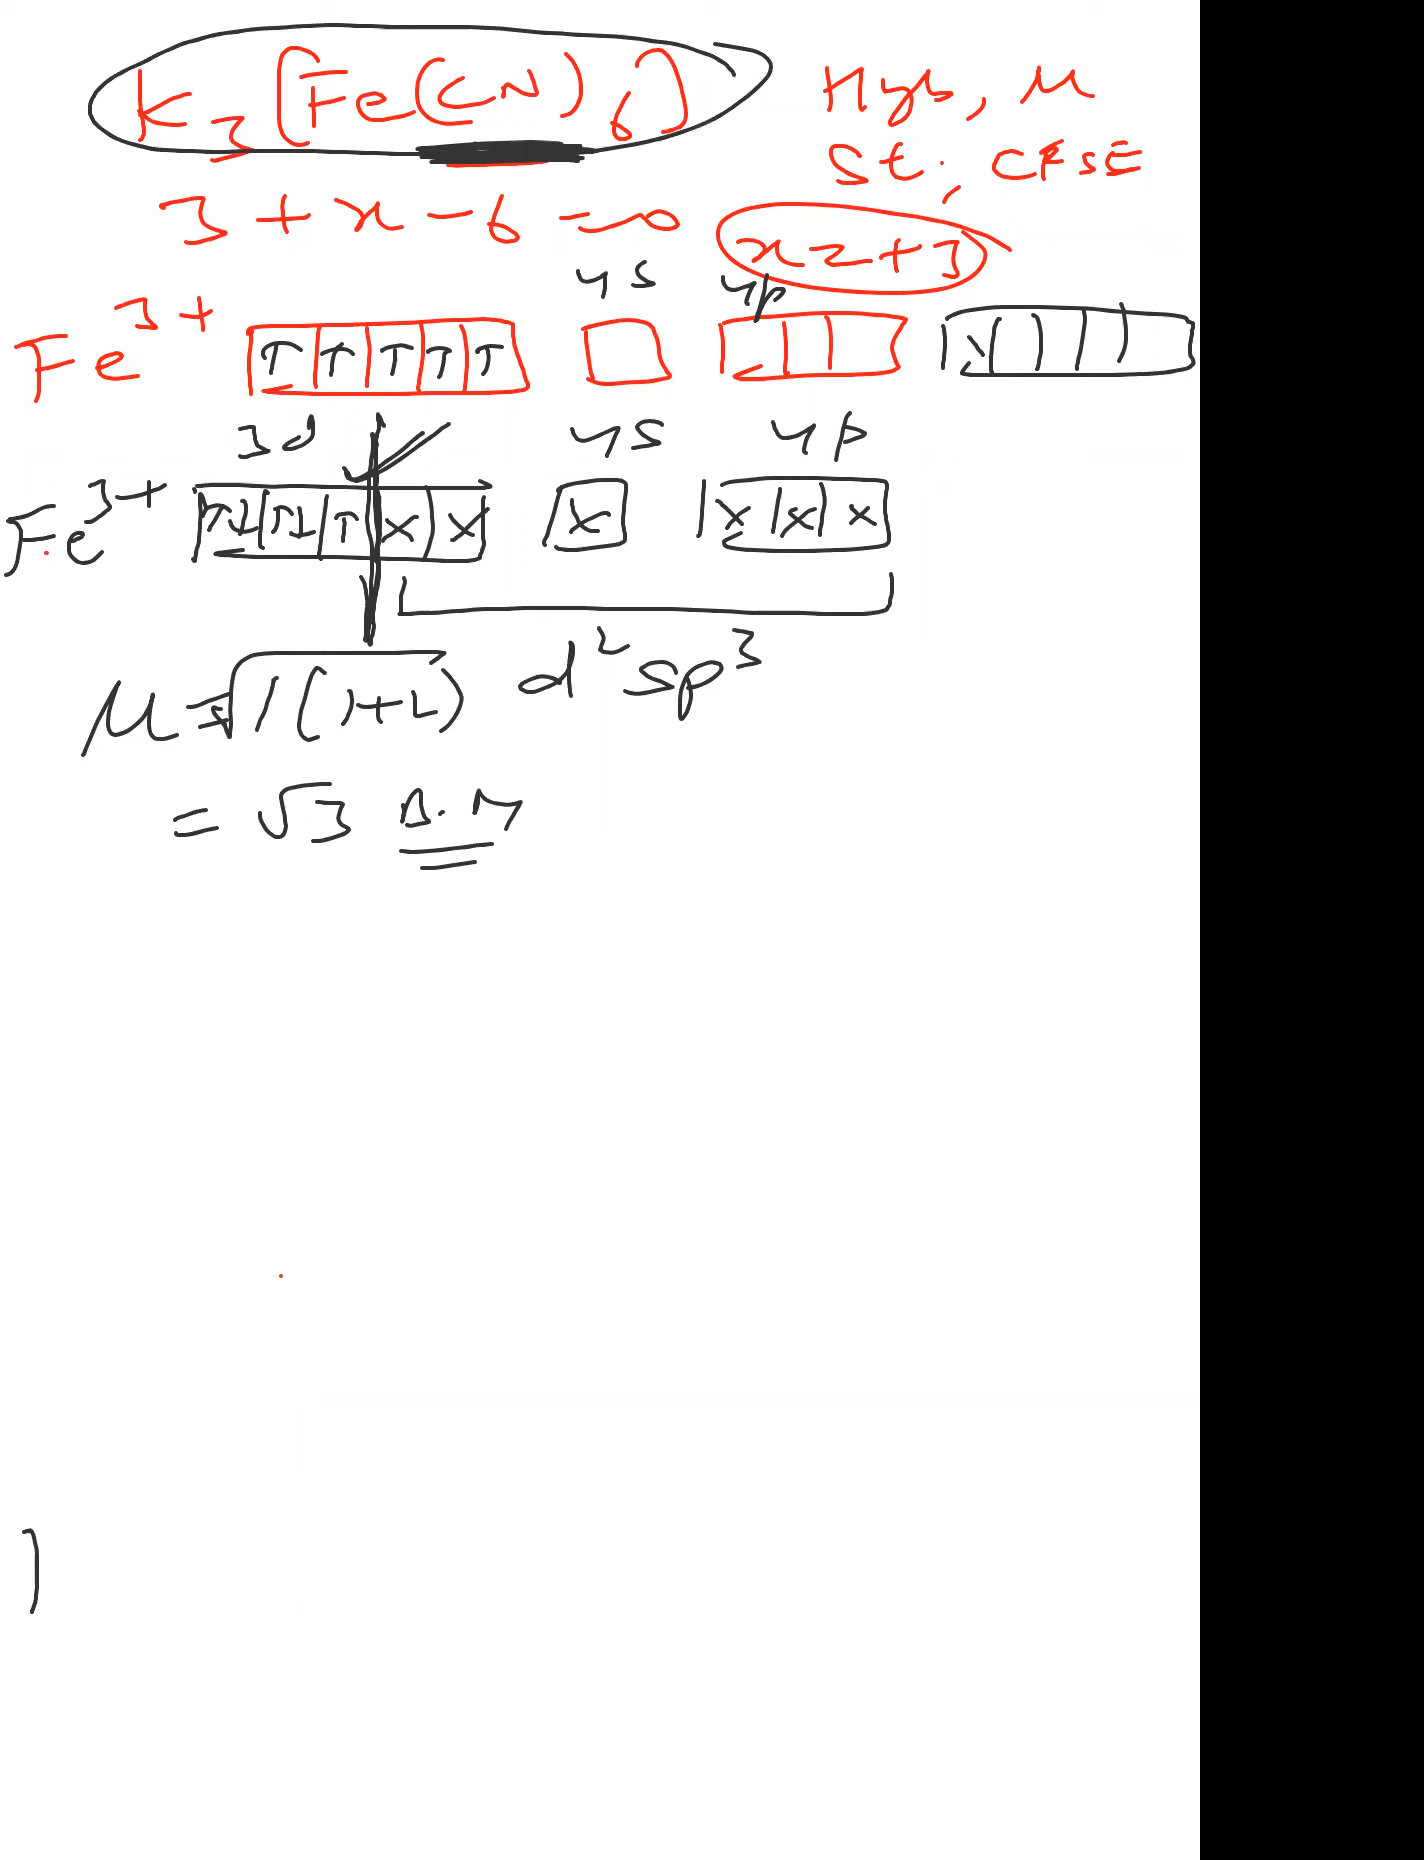 K3[Fe(CN)6] Hyb, μ
St., CFSE
3 + x - 6 = 0 x = +3
4s 4p
Fe3+ ↑ ↑ ↑ ↑ ↑
3d 4s 4p
Fe3+ ↑↓ ↑↓ ↑ x x x x x x
d2sp3
μ = √1(1+2)
= √3 B.M